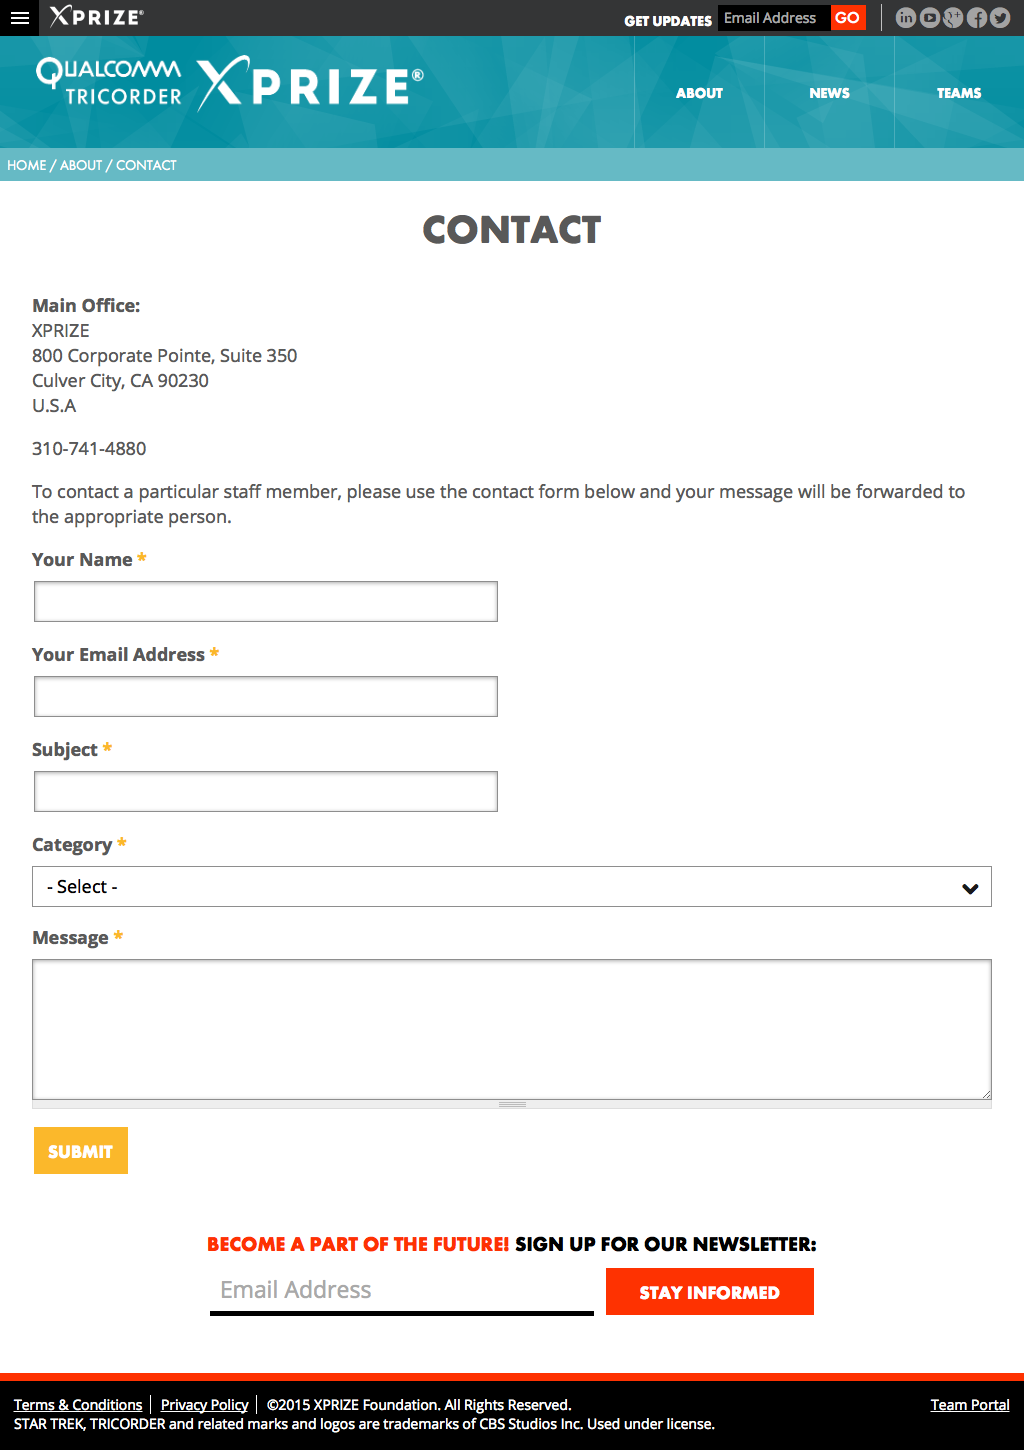 XPRIZE®
GET UPDATES Email Address GO
QUALCOMM
TRICORDER
XPRIZE®
ABOUT NEWS TEAMS
HOME / ABOUT / CONTACT
CONTACT
Main Office:
XPRIZE
800 Corporate Pointe, Suite 350
Culver City, CA 90230
U.S.A
310-741-4880
To contact a particular staff member, please use the contact form below and your message will be forwarded to
the appropriate person.
Your Name *
Your Email Address *
Subject *
Category *
- Select -
Message *
SUBMIT
BECOME A PART OF THE FUTURE! SIGN UP FOR OUR NEWSLETTER:
Email Address
STAY INFORMED
Terms & Conditions Privacy Policy ©2015 XPRIZE Foundation. All Rights Reserved. Team Portal
STAR TREK, TRICORDER and related marks and logos are trademarks of CBS Studios Inc. Used under license.